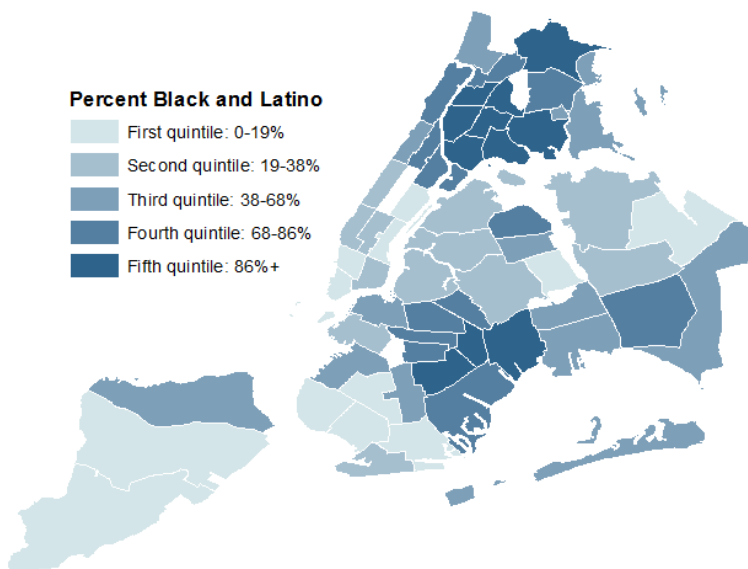 Percent Black and Latino
First quintile: 0-19%
Second quintile: 19-38%
Third quintile: 38-68%
Fourth quintile: 68-86%
Fifth quintile: 86%+